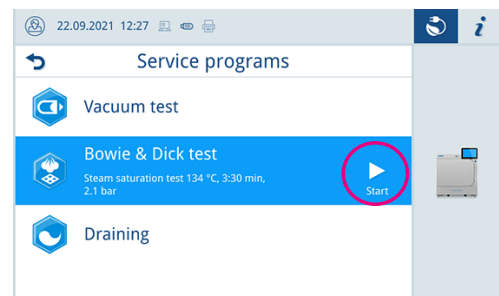 22.09.2021 12:27
i
Service programs
Vacuum test
Bowie & Dick test
Steam saturation test 134 °C, 3:30 min,
2.1 bar
Start
Draining